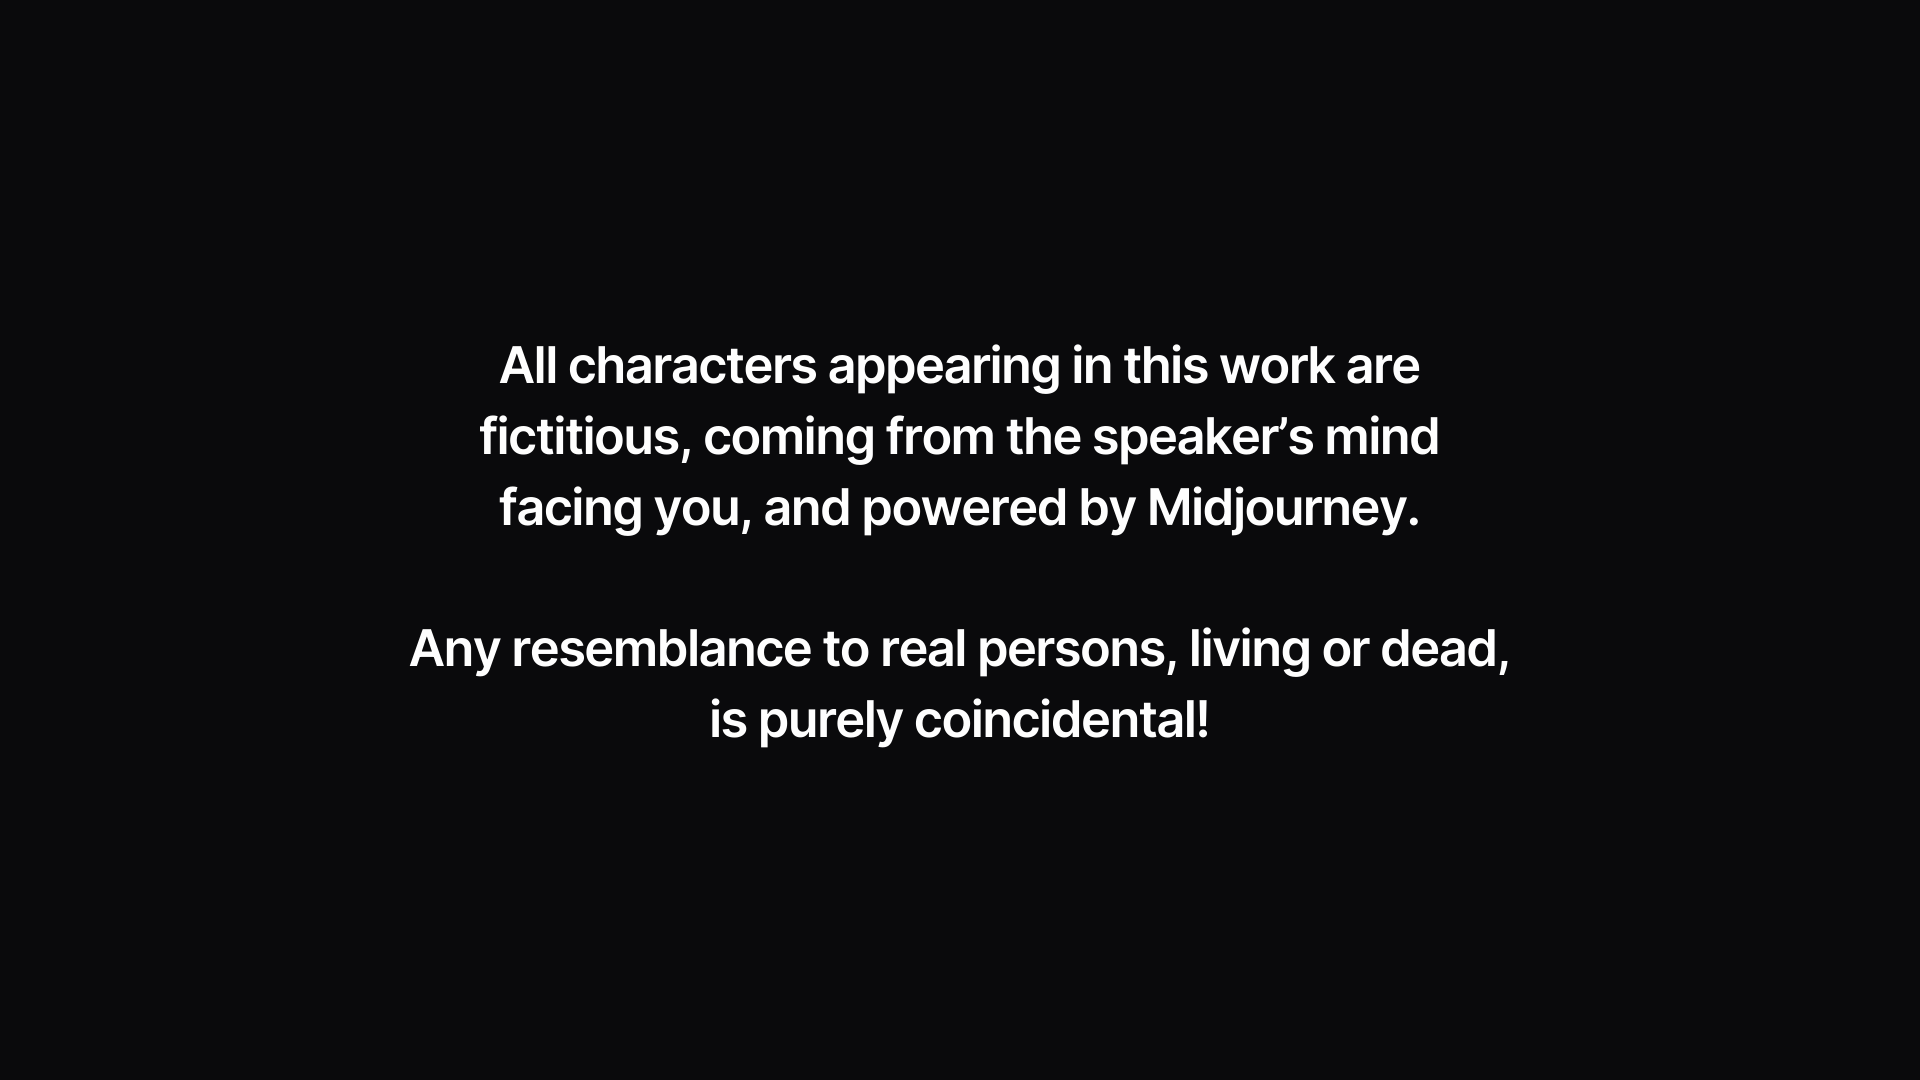 All characters appearing in this work are
fictitious, coming from the speaker’s mind
facing you, and powered by Midjourney.
Any resemblance to real persons, living or dead,
is purely coincidental!